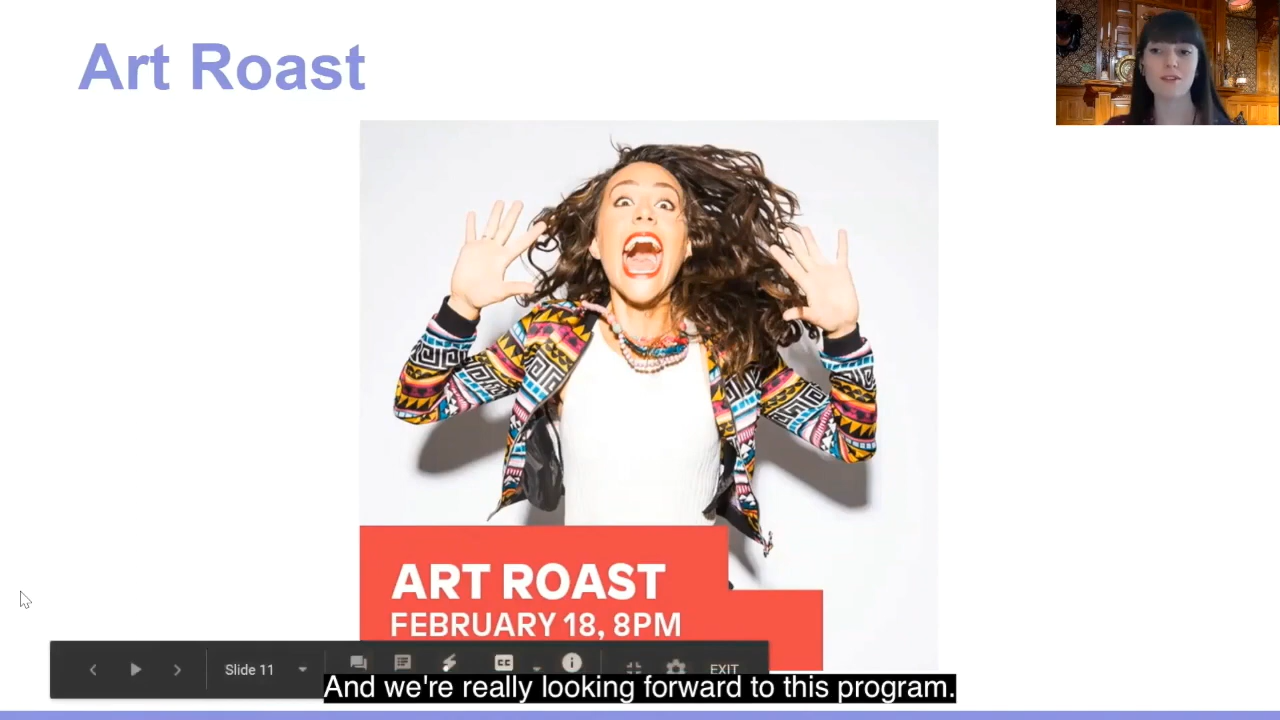 Art Roast
ART ROAST
FEBRUARY 18, 8PM
Slide 11
CC
EXIT
And we're really looking forward to this program.